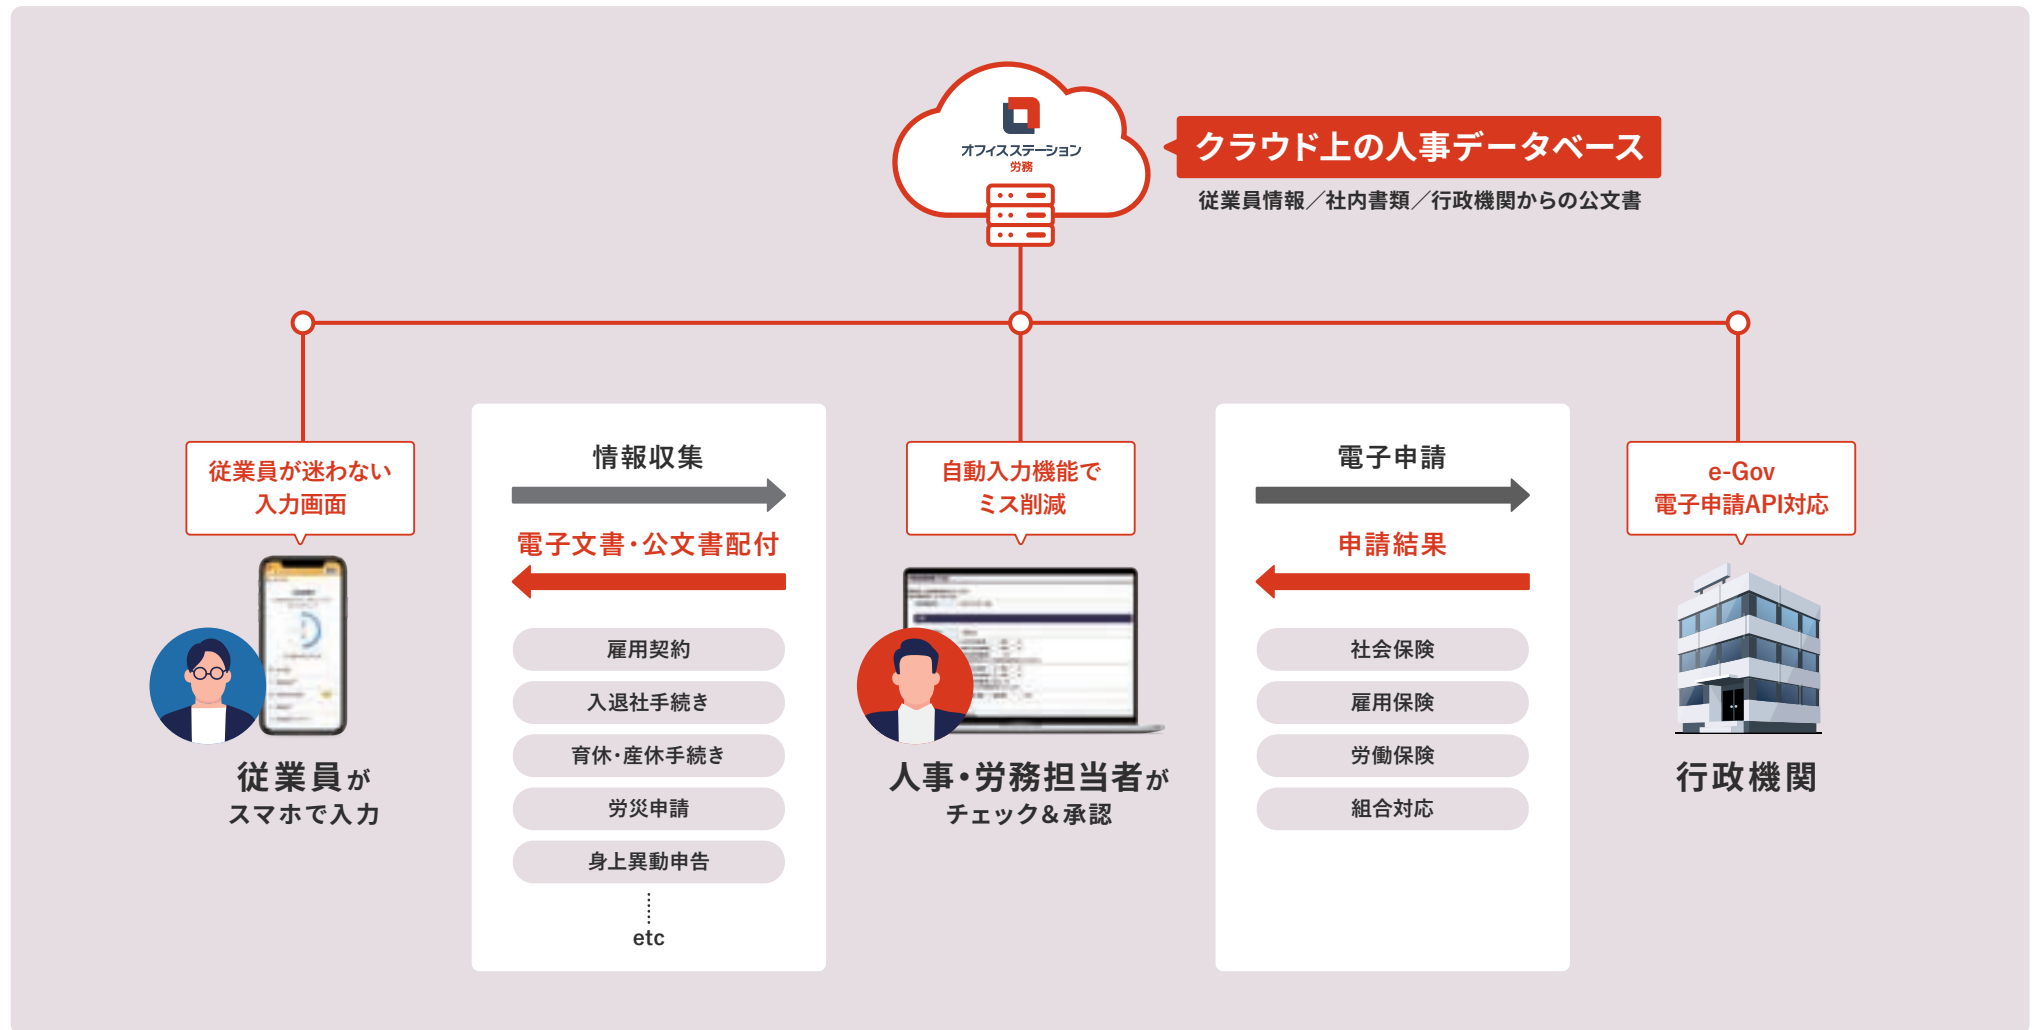 オフィスステーション
労務
クラウド上の人事データベース
従業員情報／社内書類／行政機関からの公文書
従業員が迷わない
入力画面
従業員が
スマホで入力
情報収集
電子文書・公文書配付
雇用契約
入退社手続き
育休・産休手続き
労災申請
身上異動申告
etc
自動入力機能で
ミス削減
人事・労務担当者が
チェック＆承認
電子申請
申請結果
社会保険
雇用保険
労働保険
組合対応
e-Gov
電子申請API対応
行政機関